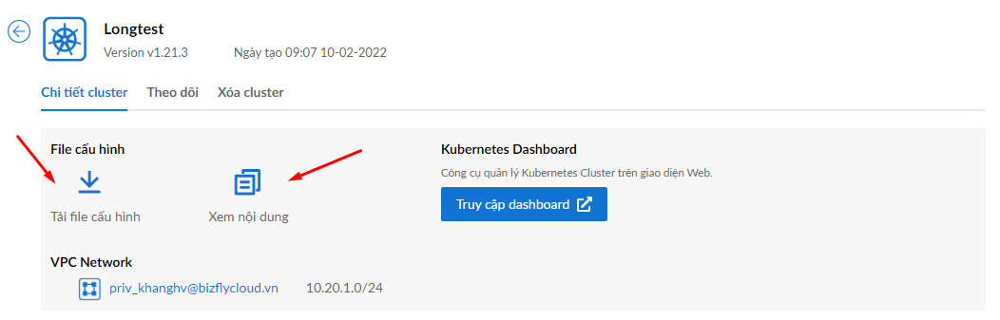 Longtest
Version v1.21.3 Ngày tạo 09:07 10-02-2022
Chi tiết cluster Theo dõi Xóa cluster
File cấu hình
Tải file cấu hình Xem nội dung
Kubernetes Dashboard
Công cụ quản lý Kubernetes Cluster trên giao diện Web.
Truy cập dashboard
VPC Network
priv_khanghv@bizflycloud.vn 10.20.1.0/24